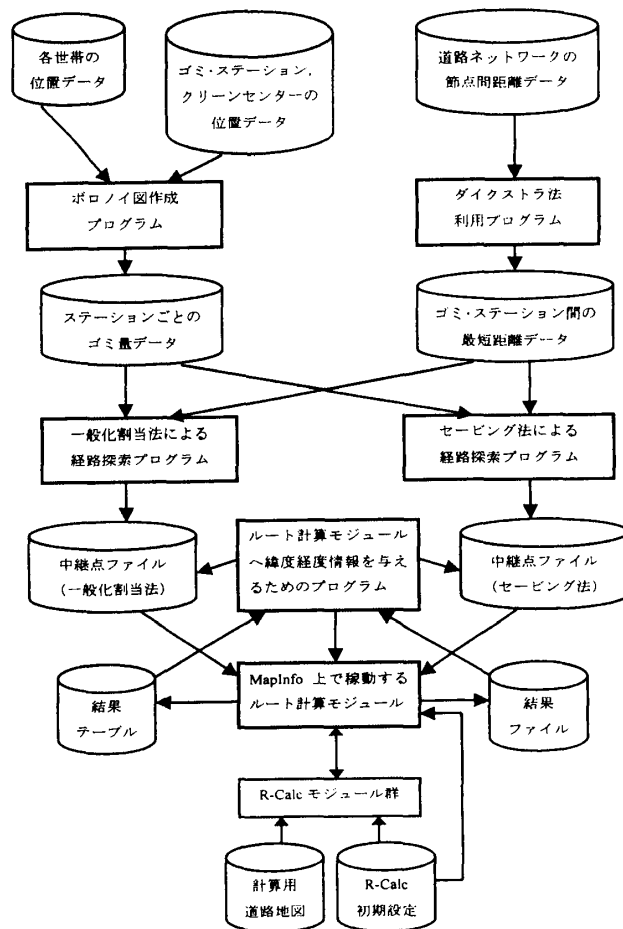 各世帯の
位置データ
ゴミ・ステーション,
クリーンセンターの
位置データ
道路ネットワークの
節点間距離データ
ボロノイ図作成
プログラム
ダイクストラ法
利用プログラム
ステーションごとの
ゴミ量データ
ゴミ・ステーション間の
最短距離データ
一般化割当法による
経路探索プログラム
セービング法による
経路探索プログラム
中継点ファイル
(一般化割当法)
ルート計算モジュール
へ緯度経度情報を与え
るためのプログラム
中継点ファイル
(セービング法)
結果
テーブル
MapInfo 上で稼動する
ルート計算モジュール
結果
ファイル
R-Calc モジュール群
計算用
道路地図
R-Calc
初期設定